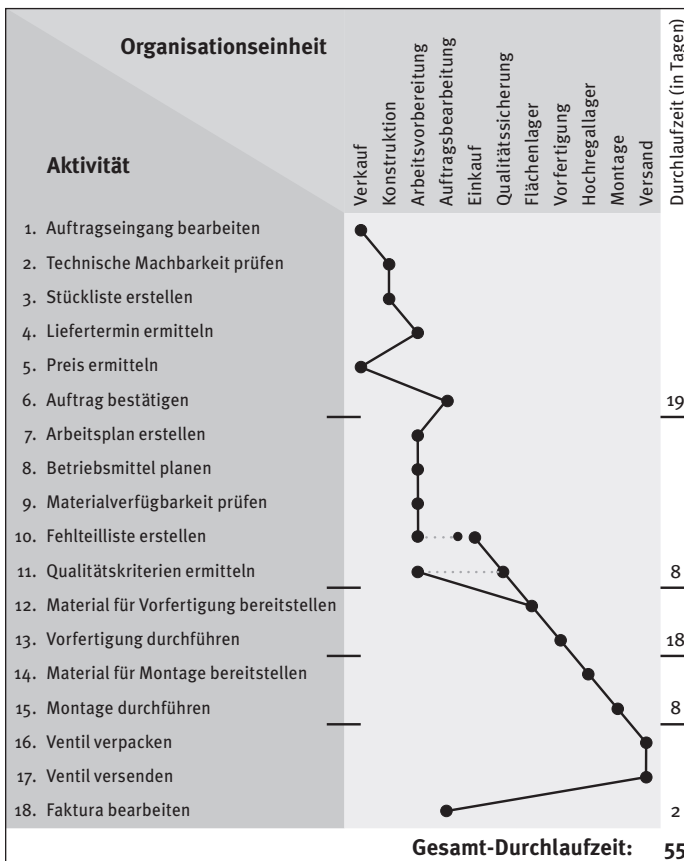 Organisationseinheit
Aktivität
Verkauf
Konstruktion
Arbeitsvorbereitung
Auftragsbearbeitung
Einkauf
Qualitätssicherung
Flächenlager
Vorfertigung
Hochregallager
Montage
Versand
Durchlaufzeit (in Tagen)
1. Auftragseingang bearbeiten
2. Technische Machbarkeit prüfen
3. Stückliste erstellen
4. Liefertermin ermitteln
5. Preis ermitteln
6. Auftrag bestätigen 19
7. Arbeitsplan erstellen
8. Betriebsmittel planen
9. Materialverfügbarkeit prüfen
10. Fehlteilliste erstellen
11. Qualitätskriterien ermitteln 8
12. Material für Vorfertigung bereitstellen
13. Vorfertigung durchführen 18
14. Material für Montage bereitstellen
15. Montage durchführen 8
16. Ventil verpacken
17. Ventil versenden
18. Faktura bearbeiten 2
Gesamt-Durchlaufzeit: 55